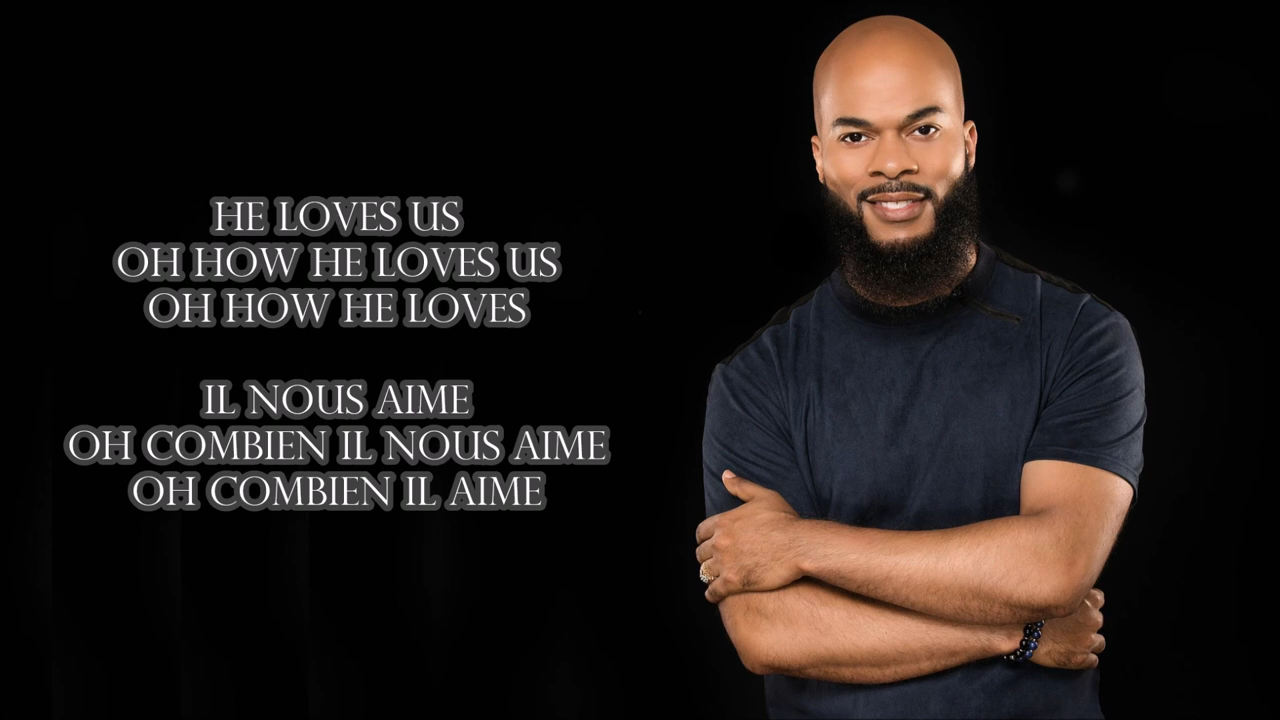 HE LOVES US
OH HOW HE LOVES US
OH HOW HE LOVES
IL NOUS AIME
OH COMBIEN IL NOUS AIME
OH COMBIEN IL AIME